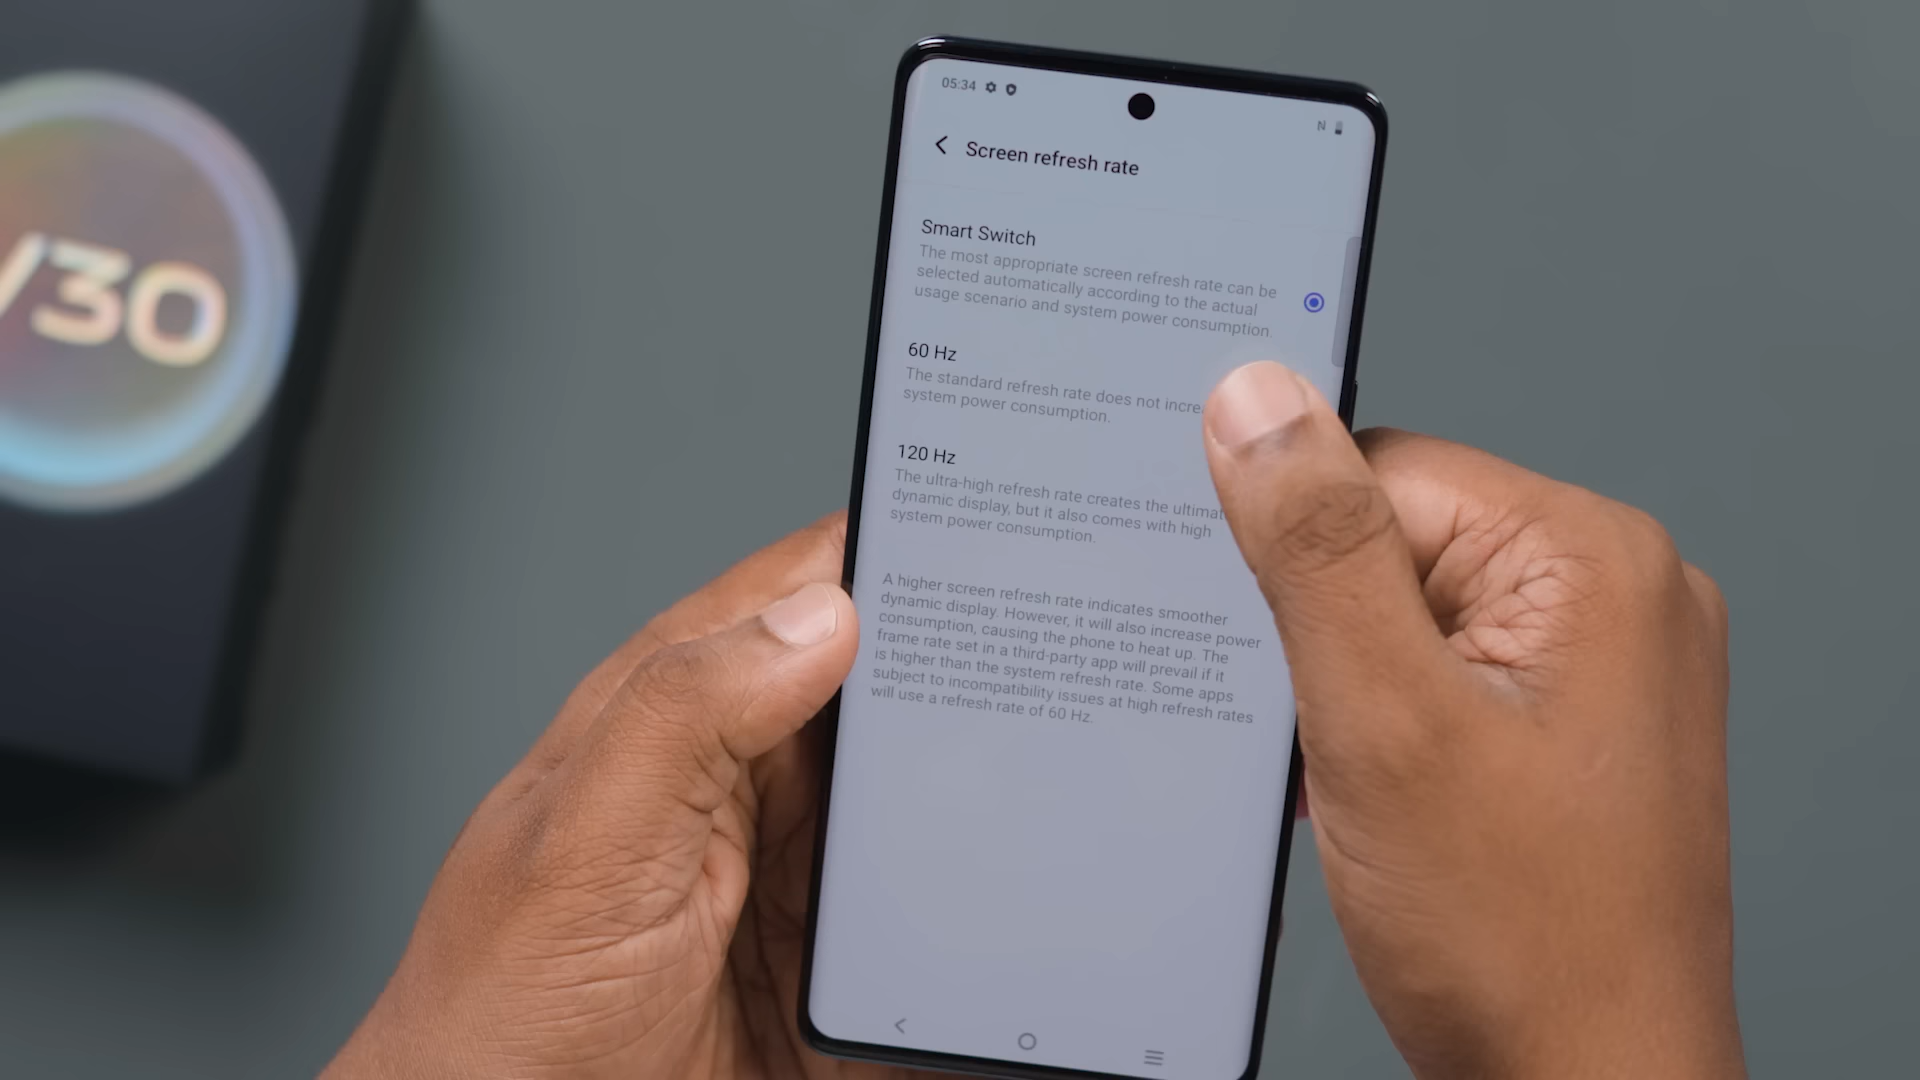 /30
05:34
N
Screen refresh rate
Smart Switch
The most appropriate screen refresh rate can be
selected automatically according to the actual
usage scenario and system power consumption.
60 Hz
The standard refresh rate does not incre
system power consumption.
120 Hz
The ultra-high refresh rate creates the ultimat
dynamic display, but it also comes with high
system power consumption.
A higher screen refresh rate indicates smoother
dynamic display. However, it will also increase power
consumption, causing the phone to heat up. The
frame rate set in a third-party app will prevail if it
is higher than the system refresh rate. Some apps
subject to incompatibility issues at high refresh rates
will use a refresh rate of 60 Hz.